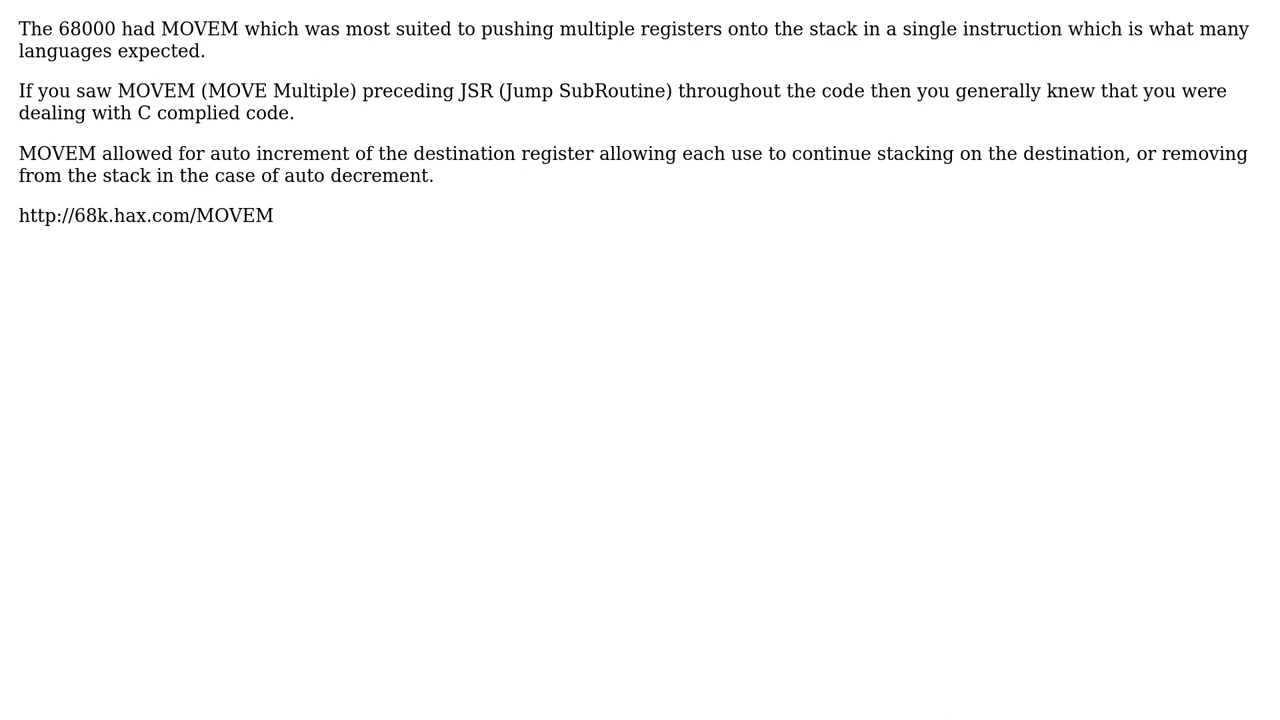 The 68000 had MOVEM which was most suited to pushing multiple registers onto the stack in a single instruction which is what many
languages expected.
If you saw MOVEM (MOVE Multiple) preceding JSR (Jump SubRoutine) throughout the code then you generally knew that you were
dealing with C complied code.
MOVEM allowed for auto increment of the destination register allowing each use to continue stacking on the destination, or removing
from the stack in the case of auto decrement.
http://68k.hax.com/MOVEM